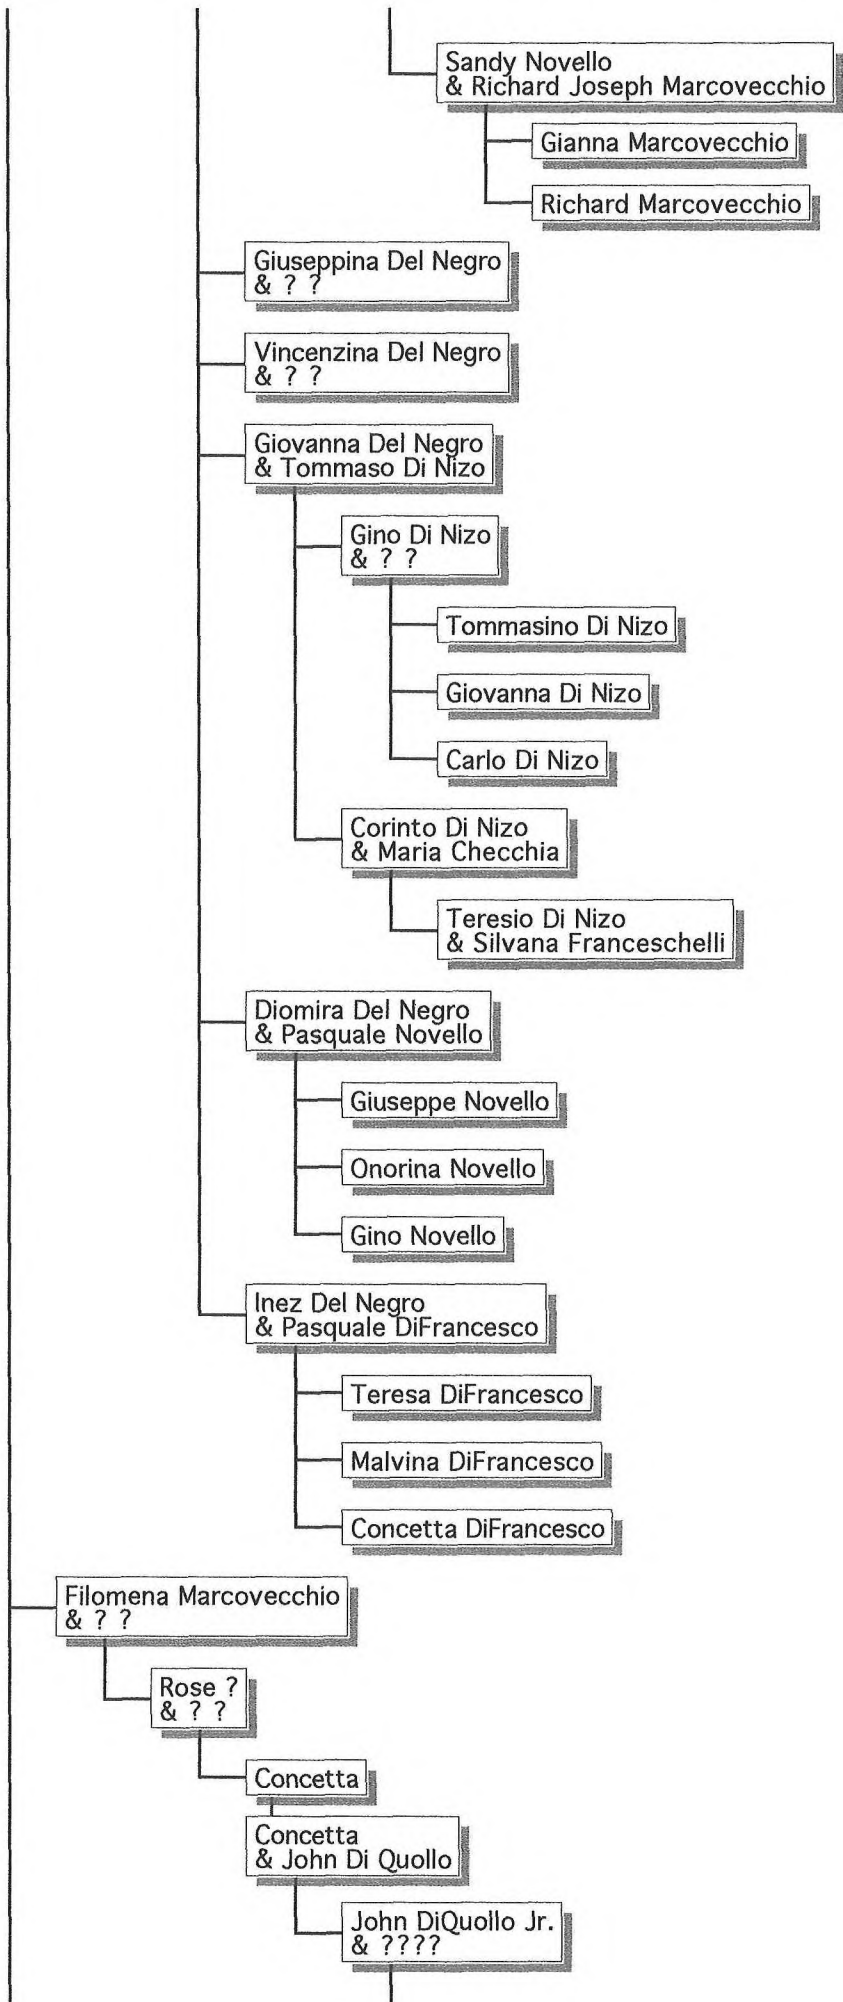 Sandy Novello
& Richard Joseph Marcovecchio
Gianna Marcovecchio
Richard Marcovecchio
Giuseppina Del Negro
& ? ?
Vincenzina Del Negro
& ? ?
Giovanna Del Negro
& Tommaso Di Nizo
Gino Di Nizo
& ? ?
Tommasino Di Nizo
Giovanna Di Nizo
Carlo Di Nizo
Corinto Di Nizo
& Maria Checchia
Teresio Di Nizo
& Silvana Franceschelli
Diomira Del Negro
& Pasquale Novello
Giuseppe Novello
Onorina Novello
Gino Novello
Inez Del Negro
& Pasquale DiFrancesco
Teresa DiFrancesco
Malvina DiFrancesco
Concetta DiFrancesco
Filomena Marcovecchio
& ? ?
Rose ?
& ? ?
Concetta
Concetta
& John Di Quollo
John DiQuollo Jr.
& ????